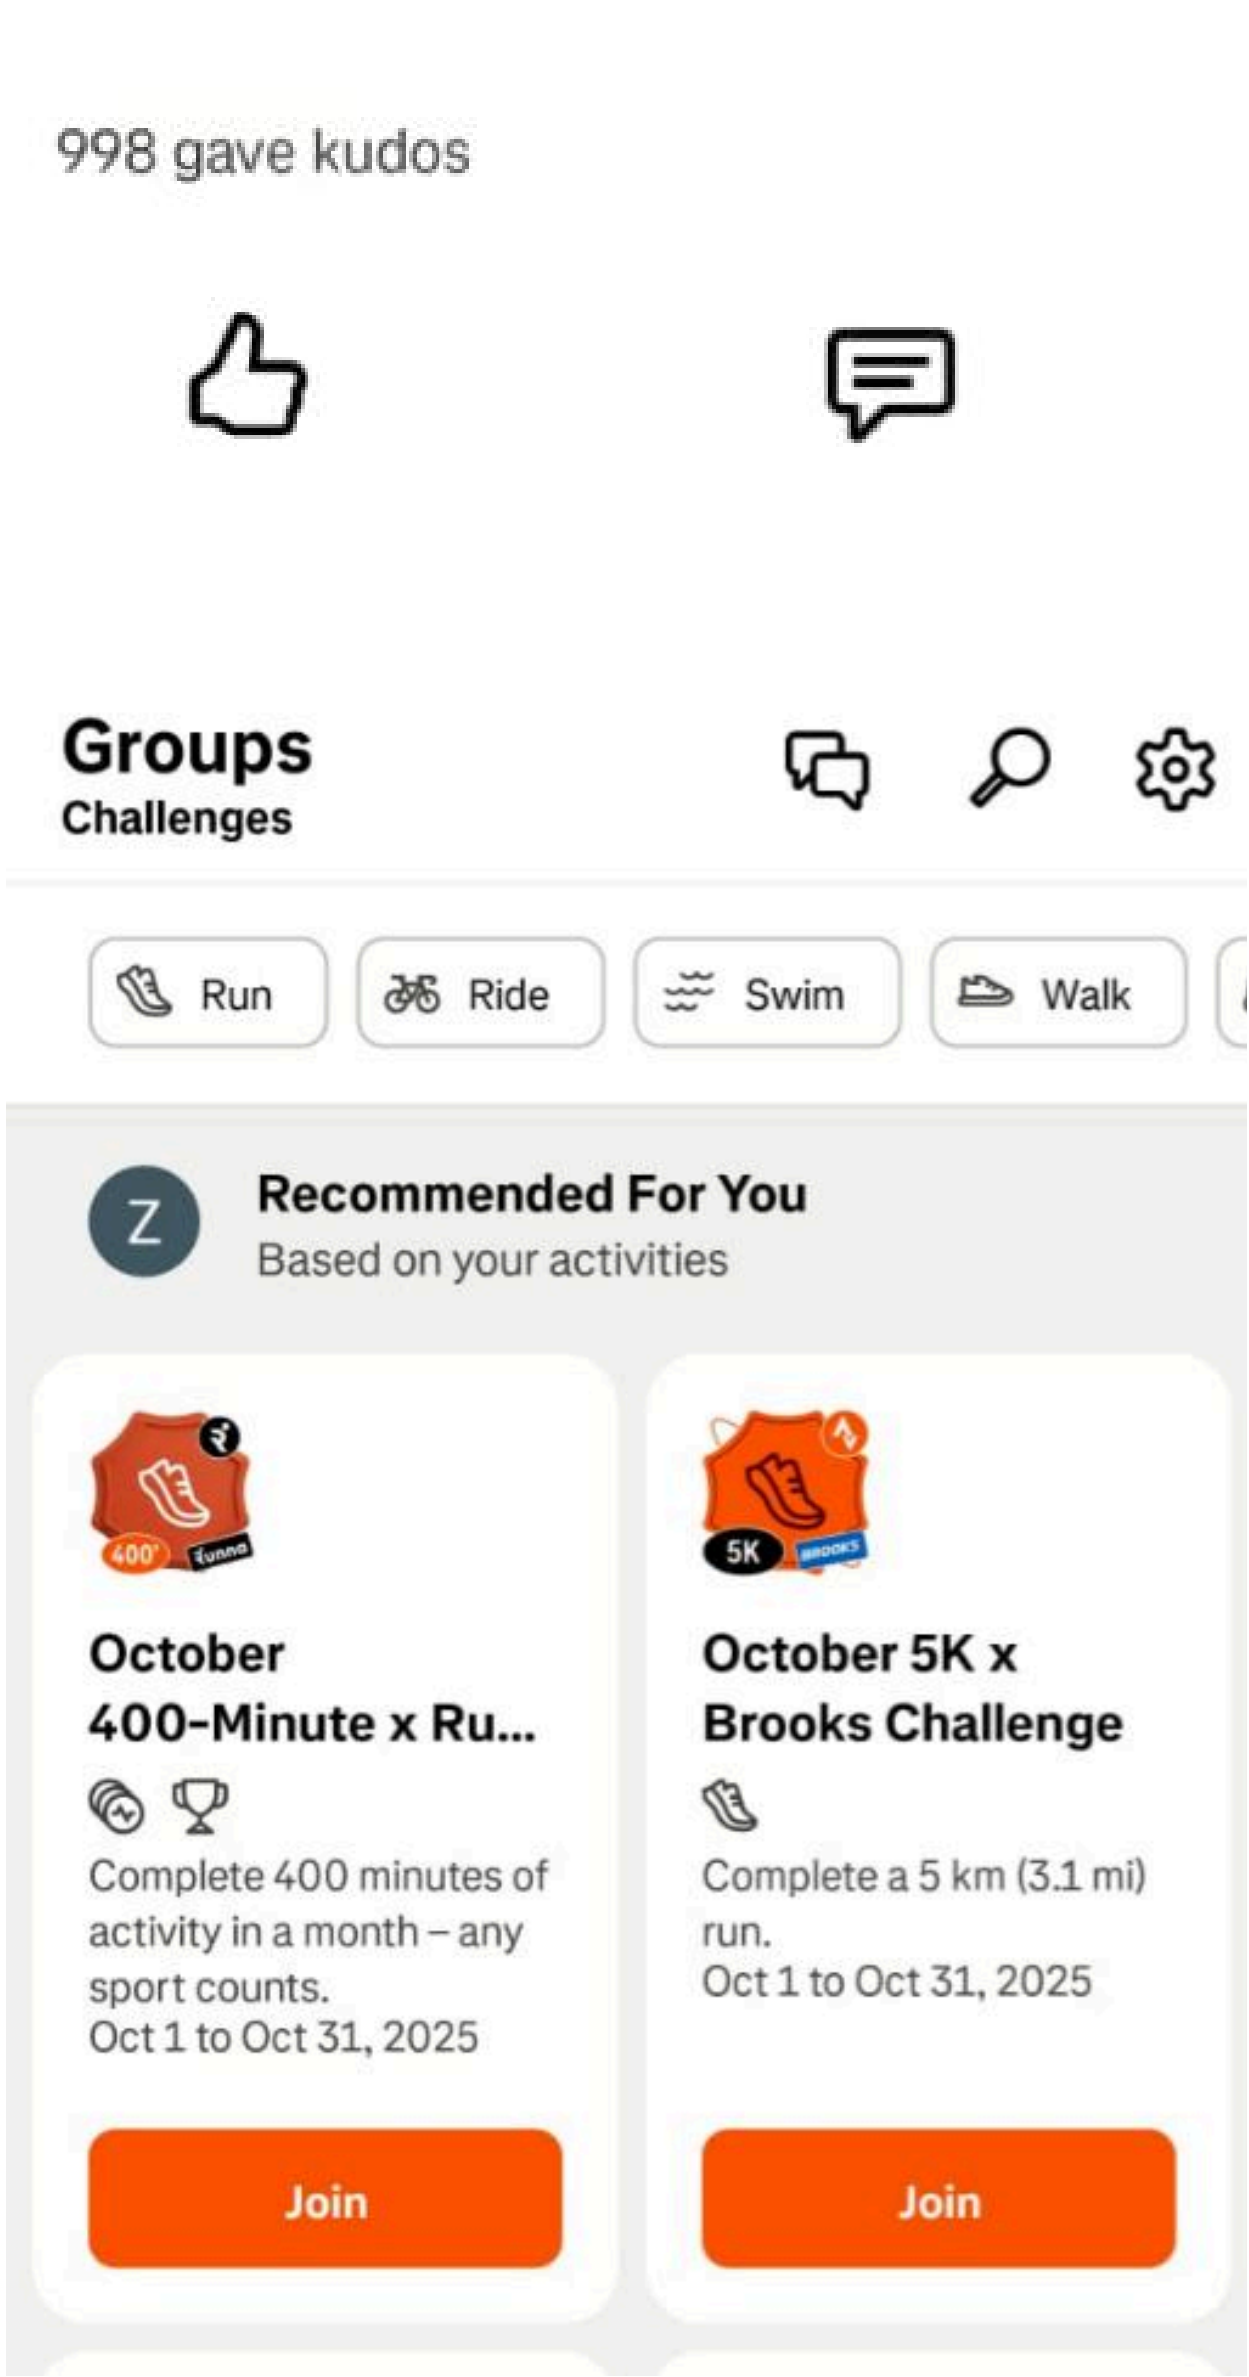 998 gave kudos
Groups
Challenges
Run
Ride
Swim
Walk
Z
Recommended For You
Based on your activities
400'
Runna
October
400-Minute x Ru...
Complete 400 minutes of
activity in a month – any
sport counts.
Oct 1 to Oct 31, 2025
Join
5K
BROOKS
October 5K x
Brooks Challenge
Complete a 5 km (3.1 mi)
run.
Oct 1 to Oct 31, 2025
Join